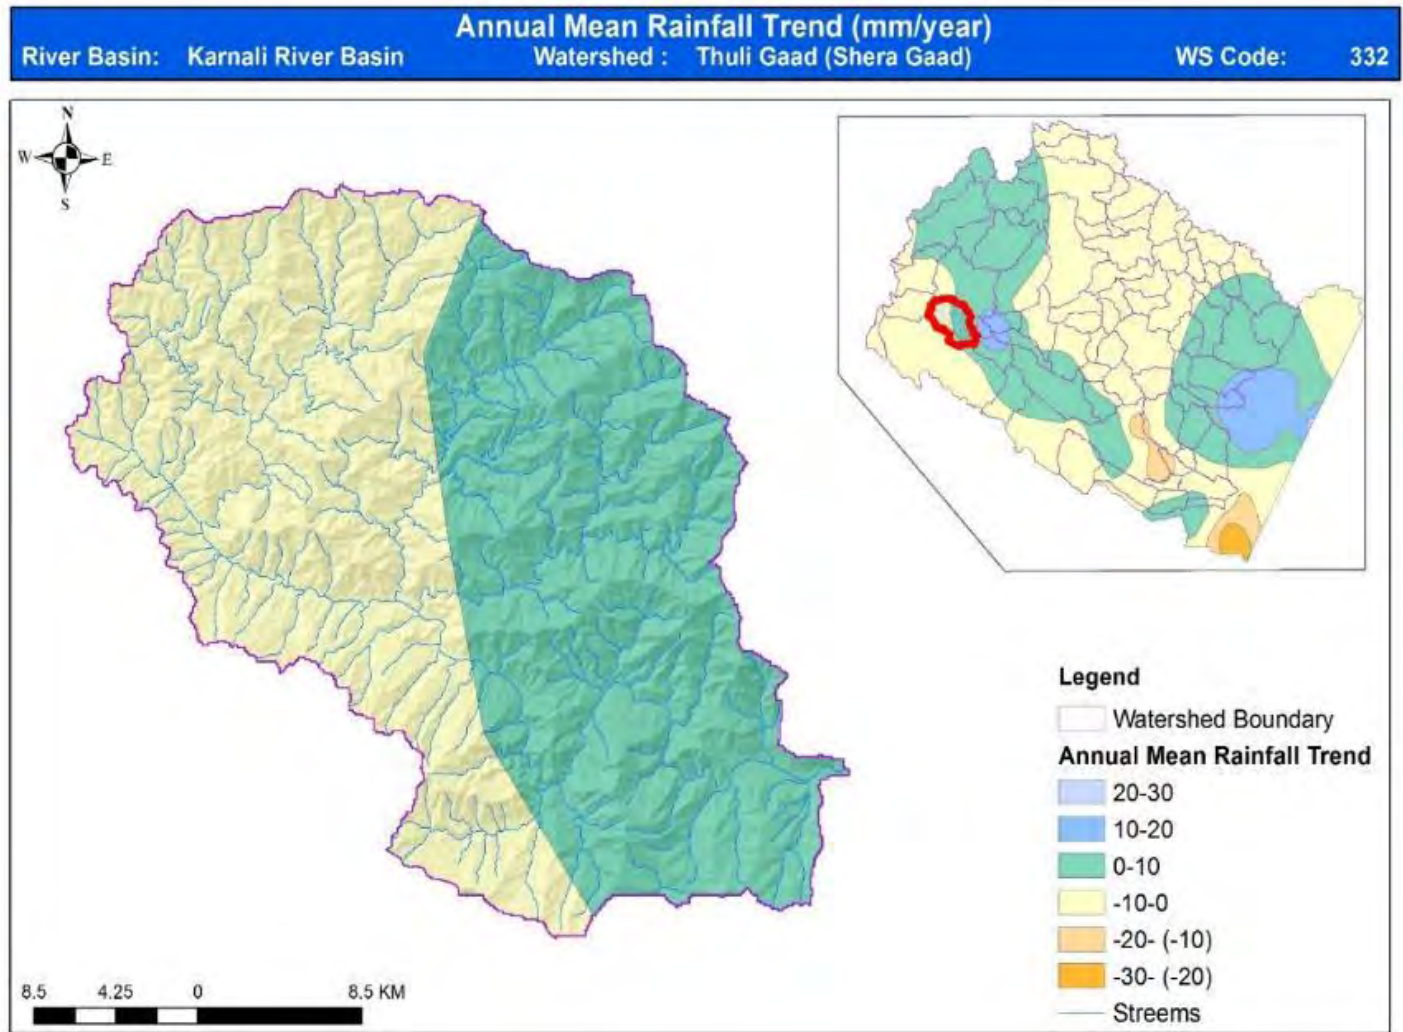 Annual Mean Rainfall Trend (mm/year)
River Basin: Karnali River Basin Watershed : Thuli Gaad (Shera Gaad) WS Code: 332
N
W E
S
Legend
Watershed Boundary
Annual Mean Rainfall Trend
20-30
10-20
0-10
-10-0
-20- (-10)
-30- (-20)
Streems
8.5 4.25 0 8.5 KM